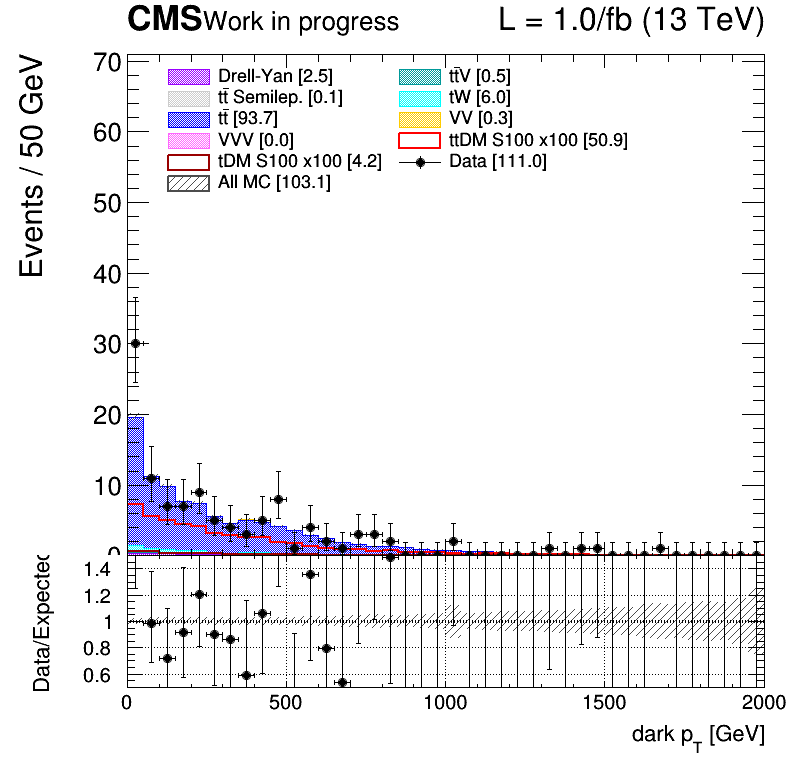 CMS Work in progress L = 1.0/fb (13 TeV)
Events / 50 GeV
70
60
50
40
30
20
10
0
Drell-Yan [2.5] tt̄V [0.5]
tt̄ Semilep. [0.1] tW [6.0]
tt̄ [93.7] VV [0.3]
VVV [0.0] ttDM S100 x100 [50.9]
tDM S100 x100 [4.2] Data [111.0]
All MC [103.1]
Data/Expected
1.4
1.2
1
0.8
0.6
0 500 1000 1500 2000
dark p_T [GeV]